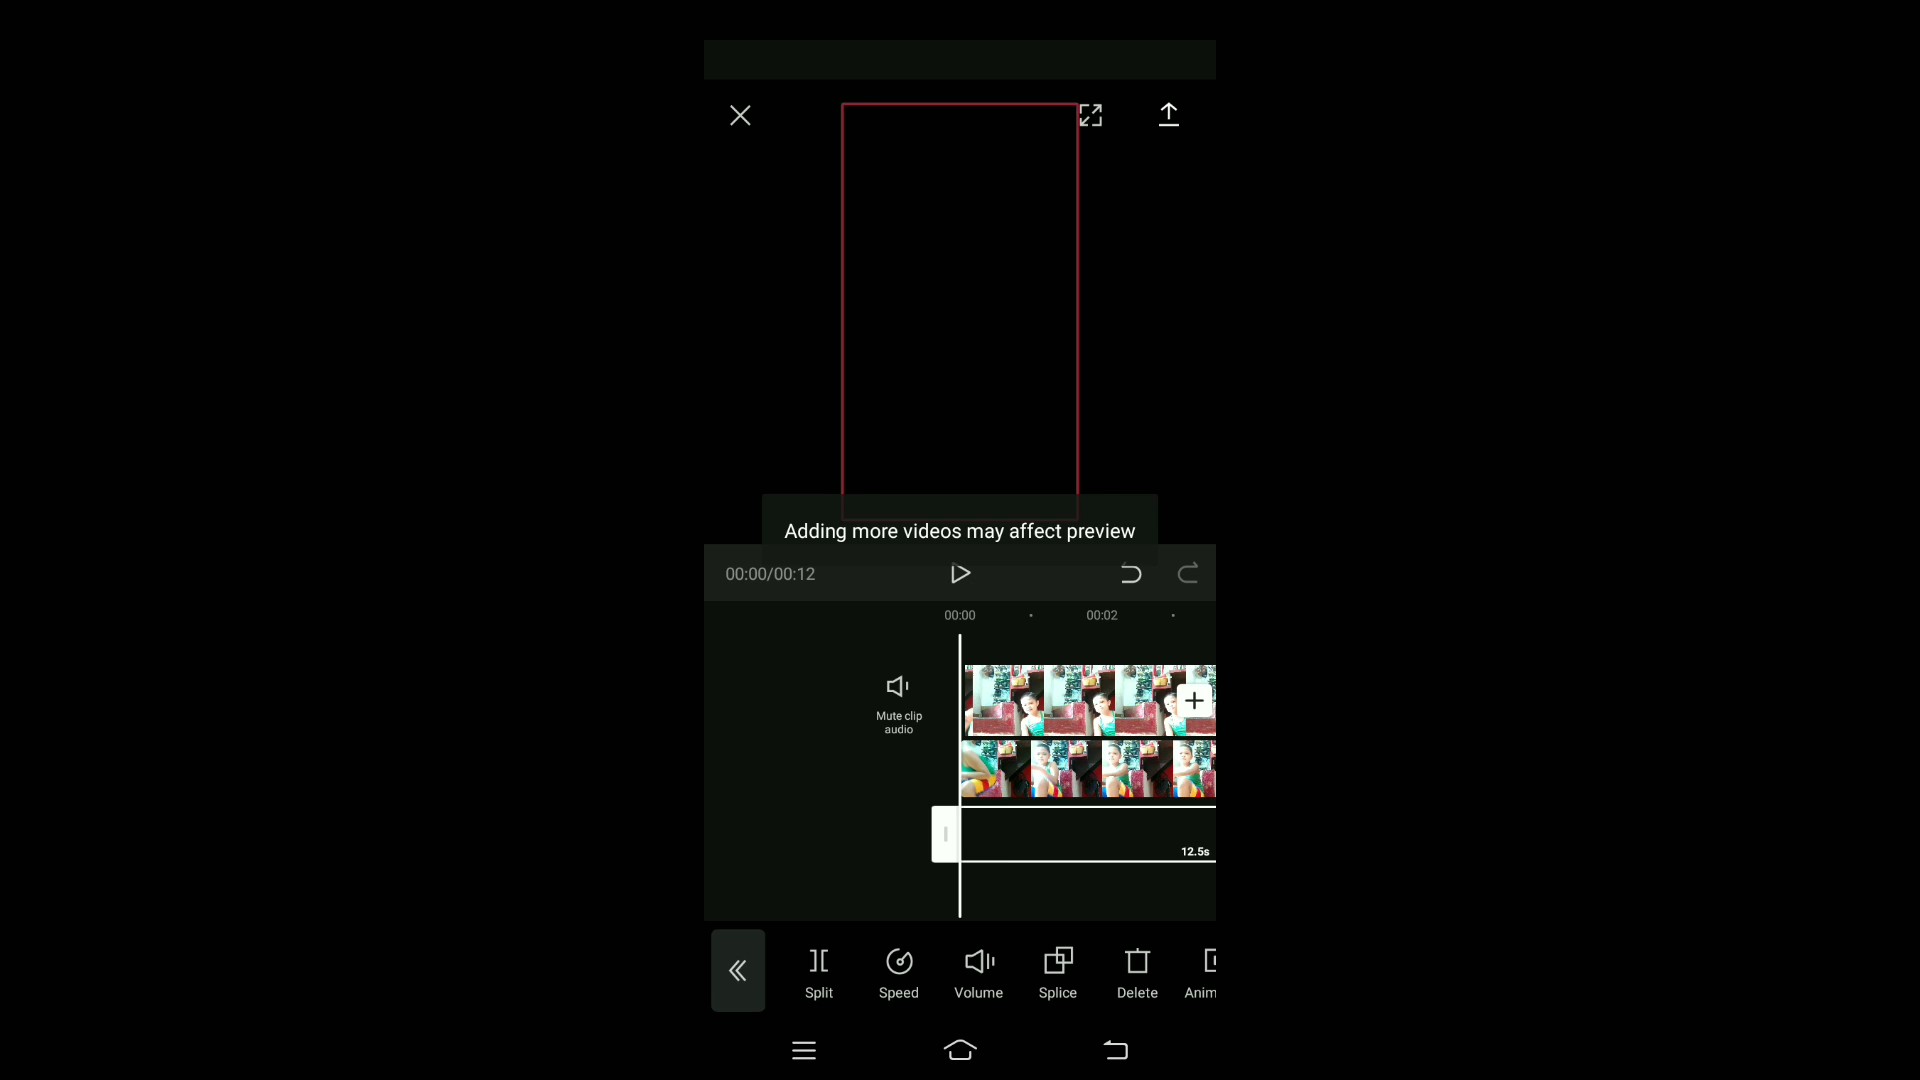 Adding more videos may affect preview
00:00/00:12
00:00
00:02
Mute clip
audio
12.5s
Split
Speed
Volume
Splice
Delete
Anim